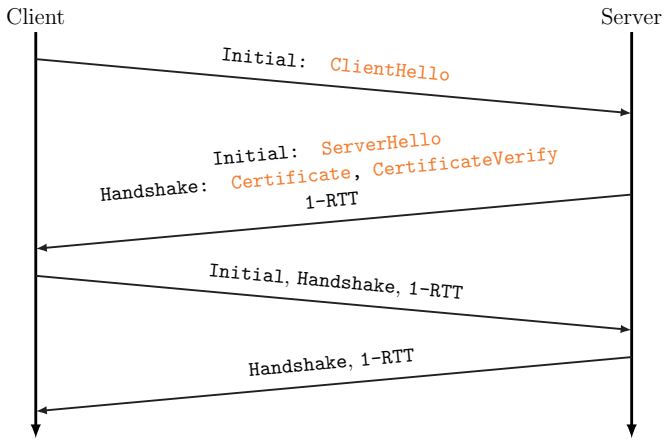 Client
Server
Initial: ClientHello
Initial: ServerHello
Handshake: Certificate, CertificateVerify
1-RTT
Initial, Handshake, 1-RTT
Handshake, 1-RTT